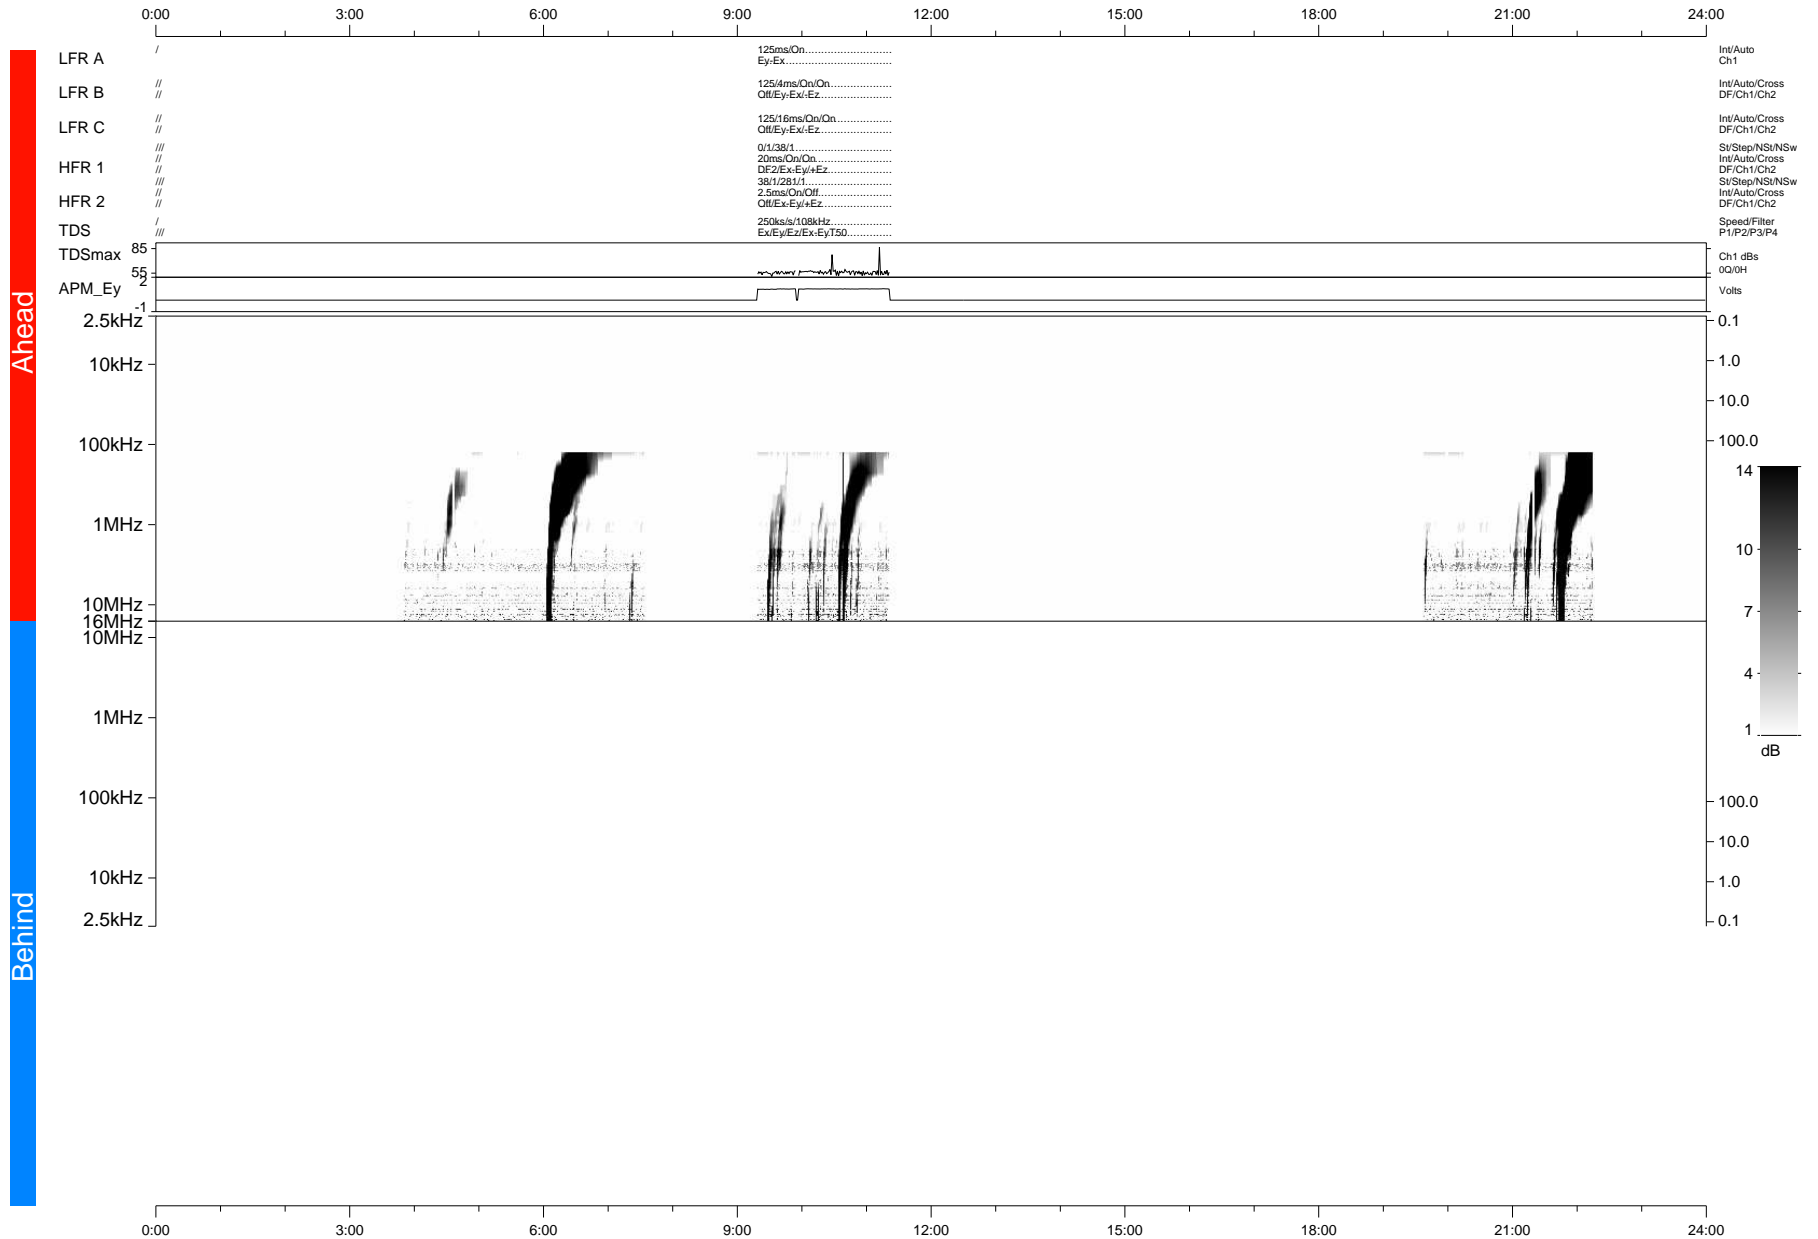 0:00 3:00 6:00 9:00 12:00 15:00 18:00 21:00 24:00
LFR A / 125ms/On Int/Auto
Ey-Ex Ch1
LFR B // 125/4ms/On/On Int/Auto/Cross
// Off/Ey-Ex/-Ez DF/Ch1/Ch2
LFR C // 125/16ms/On/On Int/Auto/Cross
// Off/Ey-Ex/-Ez DF/Ch1/Ch2
/// 0/1/38/1 St/Step/NSt/NSw
HFR 1 // 20ms/On/On Int/Auto/Cross
// DF2/Ex-Ey/+Ez DF/Ch1/Ch2
/// 38/1/281/1 St/Step/NSt/NSw
HFR 2 // 2.5ms/On/Off Int/Auto/Cross
// Off/Ex-Ey/+Ez DF/Ch1/Ch2
TDS / 250ks/s/108kHz Speed/Filter
/// Ex/Ey/Ez/Ex-EyT50 P1/P2/P3/P4
TDSmax 85 Ch1 dBs
55 0Q/0H
APM_Ey 2 Volts
-1
Ahead
2.5kHz 0.1
10kHz 1.0
10.0
100kHz 100.0
1MHz
10MHz
16MHz
14
10
7
4
1
dB
Behind
10MHz
1MHz
100kHz 100.0
10.0
10kHz 1.0
2.5kHz 0.1
0:00 3:00 6:00 9:00 12:00 15:00 18:00 21:00 24:00